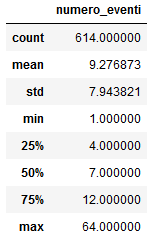 numero_eventi
count 614.000000
mean 9.276873
std 7.943821
min 1.000000
25% 4.000000
50% 7.000000
75% 12.000000
max 64.000000